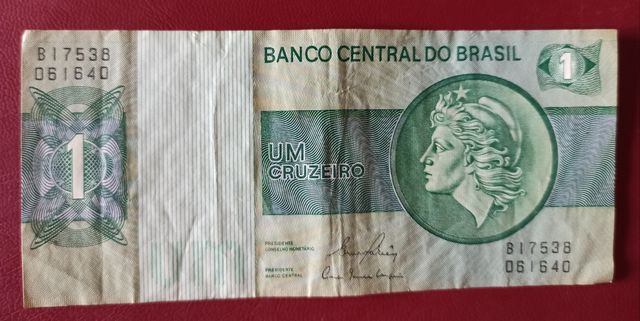 B17538
061640
BANCO CENTRAL DO BRASIL
1
1
UM
CRUZEIRO
PRESIDENTE
CONSELHO MONETÁRIO
PRESIDENTE
BANCO CENTRAL
B17538
061640